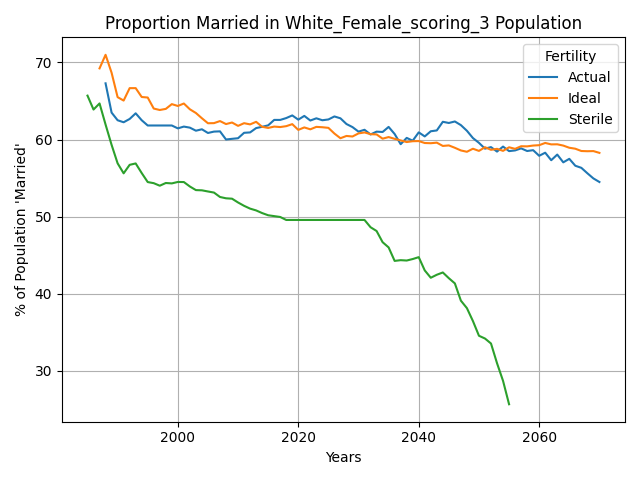 Proportion Married in White_Female_scoring_3 Population
Fertility
Actual
Ideal
Sterile
% of Population 'Married'
70
60
50
40
30
2000
2020
2040
2060
Years